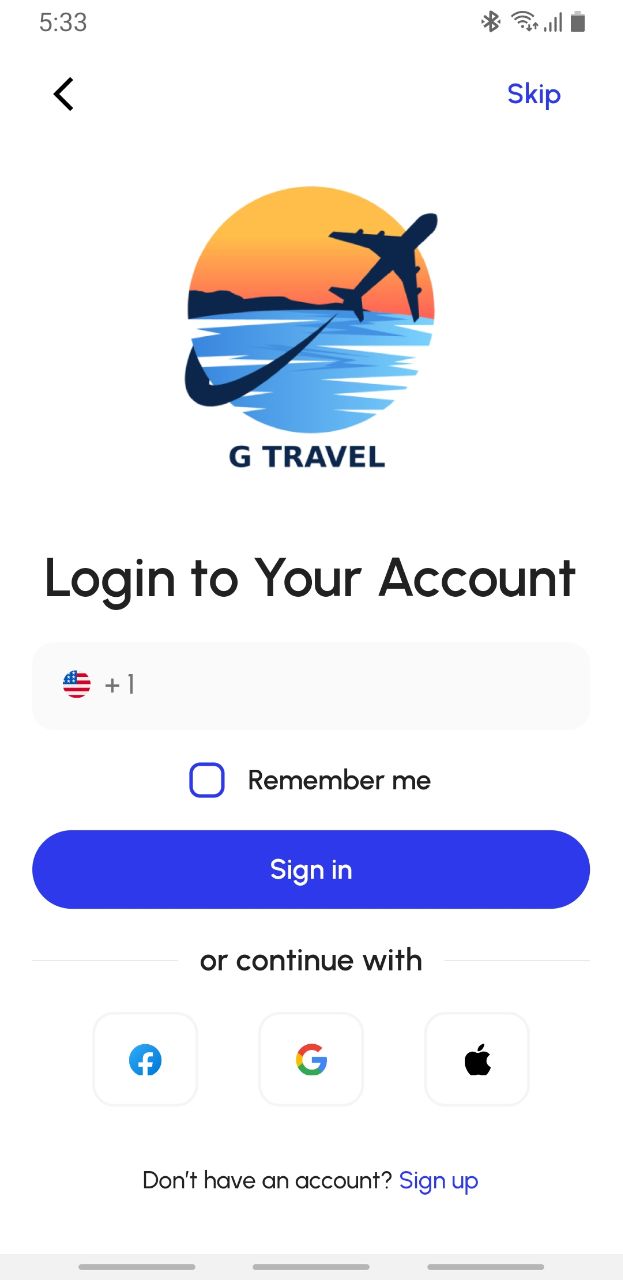 5:33
Skip
G TRAVEL
Login to Your Account
+ 1
Remember me
Sign in
or continue with
Don't have an account? Sign up